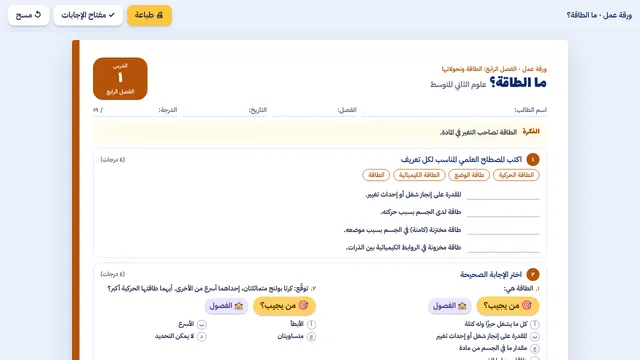 ورقة عمل · ما الطاقة؟
🖨 طباعة
✓ مفتاح الإجابات
↺ مسح
ورقة عمل · الفصل الرابع: الطاقة وتحولاتها
ما الطاقة؟ علوم الثاني المتوسط
الدرس
١
الفصل الرابع
اسم الطالب:
الفصل:
التاريخ:
الدرجة:
/ ١٩
الفكرة الطاقة تصاحب التغير في المادة.
١ اكتب المصطلح العلمي المناسب لكل تعريف
(٤ درجات)
الطاقة الحركية
طاقة الوضع
الطاقة الكيميائية
الطاقة
المقدرة على إنجاز شغل أو إحداث تغيير.
طاقة لدى الجسم بسبب حركته.
طاقة مختزنة (كامنة) في الجسم بسبب موضعه.
طاقة مخزونة في الروابط الكيميائية بين الذرات.
٢ اختر الإجابة الصحيحة
(٤ درجات)
١. الطاقة هي:
🎯 من يجيب؟
🏫 الفصول
أ كل ما يشغل حيزًا وله كتلة
ب المقدرة على إنجاز شغل أو إحداث تغيير
ج مقدار ما في الجسم من مادة
٢. توقّع: كرتا بولنج متماثلتان، إحداهما أسرع من الأخرى. أيهما طاقتها الحركية أكبر؟
🎯 من يجيب؟
🏫 الفصول
أ الأبطأ
ب الأسرع
ج متساويتان
د لا يمكن التحديد